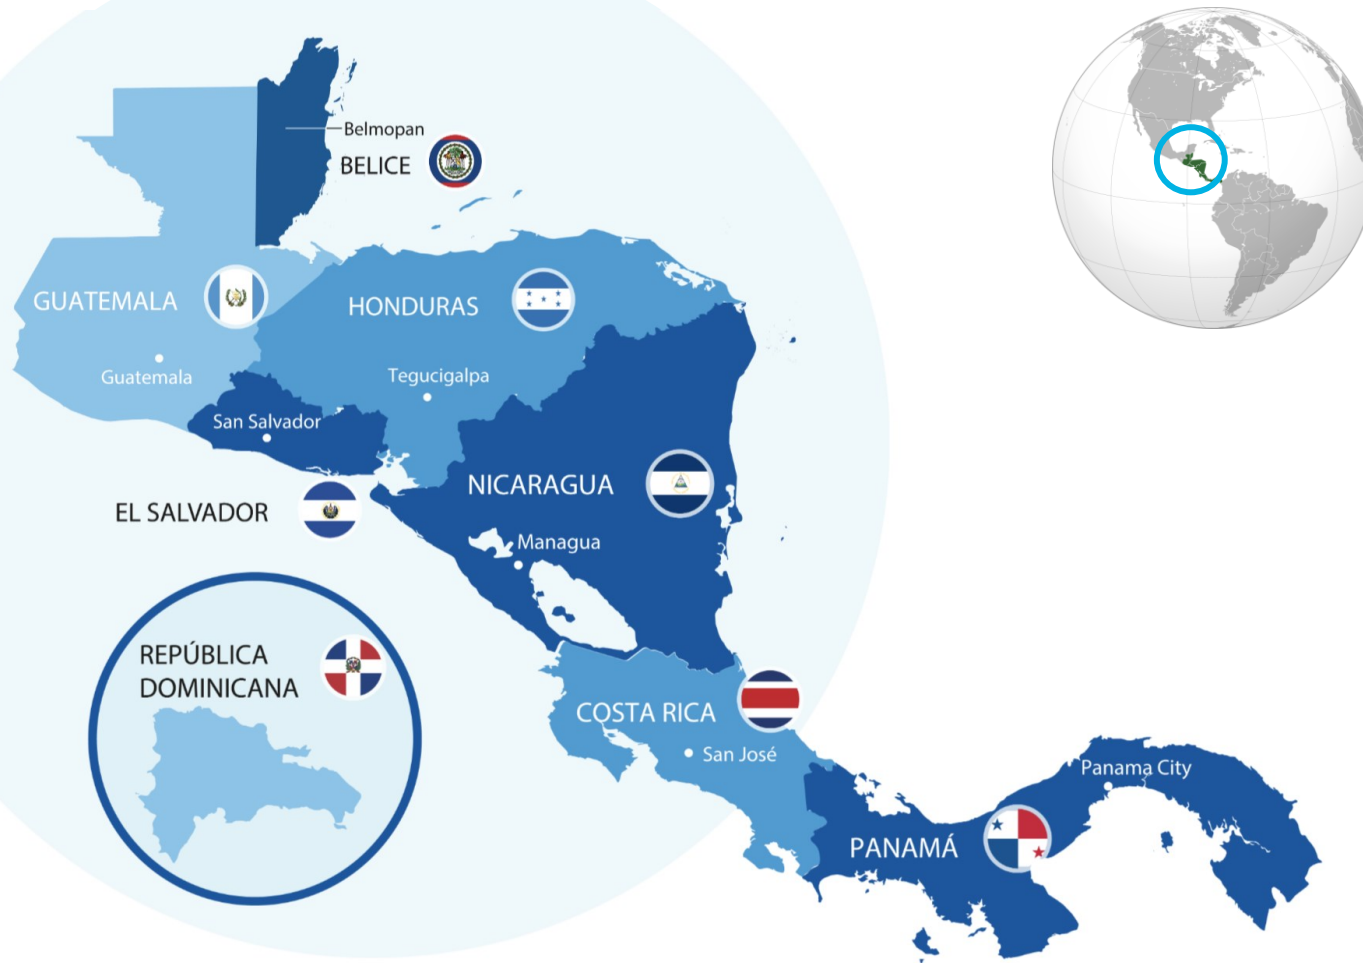 Belmopan
BELICE
GUATEMALA
HONDURAS
Guatemala
Tegucigalpa
San Salvador
NICARAGUA
EL SALVADOR
Managua
REPÚBLICA
DOMINICANA
COSTA RICA
San José
Panama City
PANAMÁ